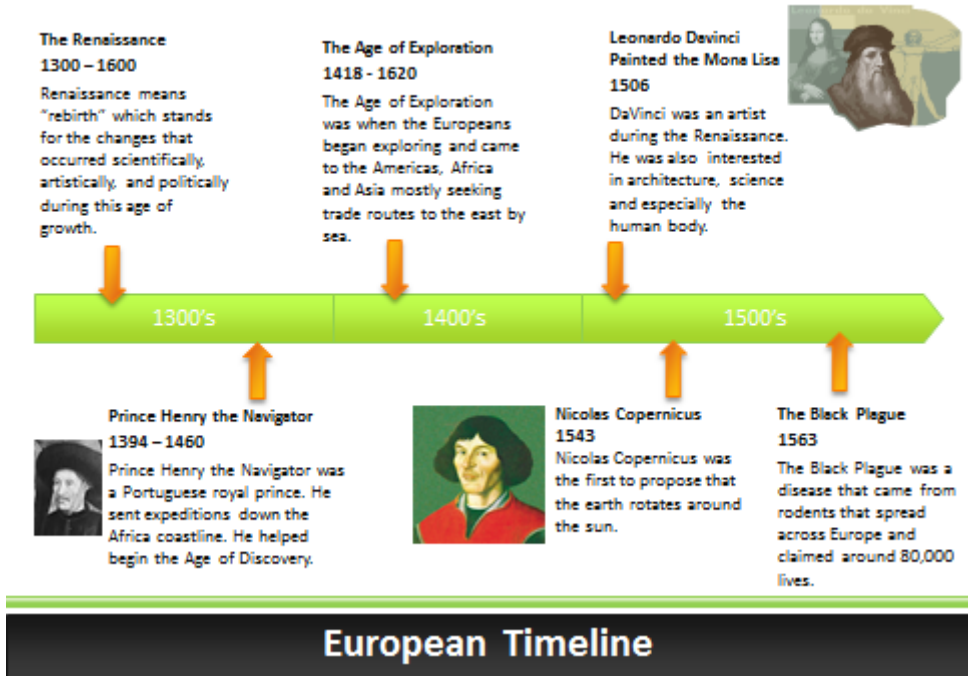 The Renaissance
1300 – 1600
Renaissance means
"rebirth" which stands
for the changes that
occurred scientifically,
artistically, and politically
during this age of
growth.
The Age of Exploration
1418 - 1620
The Age of Exploration
was when the Europeans
began exploring and came
to the Americas, Africa
and Asia mostly seeking
trade routes to the east by
sea.
Leonardo Davinci
Painted the Mona Lisa
1506
DaVinci was an artist
during the Renaissance.
He was also interested
in architecture, science
and especially the
human body.
Leonardo da Vinci
1300's
1400's
1500's
Prince Henry the Navigator
1394 – 1460
Prince Henry the Navigator was
a Portuguese royal prince. He
sent expeditions down the
Africa coastline. He helped
begin the Age of Discovery.
Nicolas Copernicus
1543
Nicolas Copernicus was
the first to propose that
the earth rotates around
the sun.
The Black Plague
1563
The Black Plague was a
disease that came from
rodents that spread
across Europe and
claimed around 80,000
lives.
European Timeline